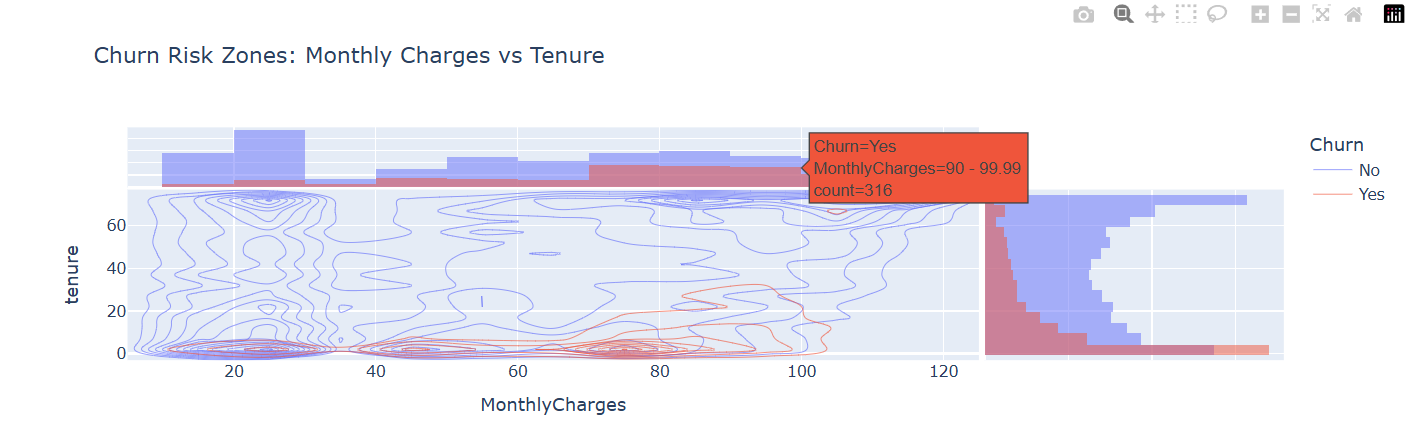 Churn Risk Zones: Monthly Charges vs Tenure
Churn=Yes
MonthlyCharges=90 - 99.99
count=316
Churn
No
Yes
tenure
60
40
20
0
20
40
60
80
100
120
MonthlyCharges